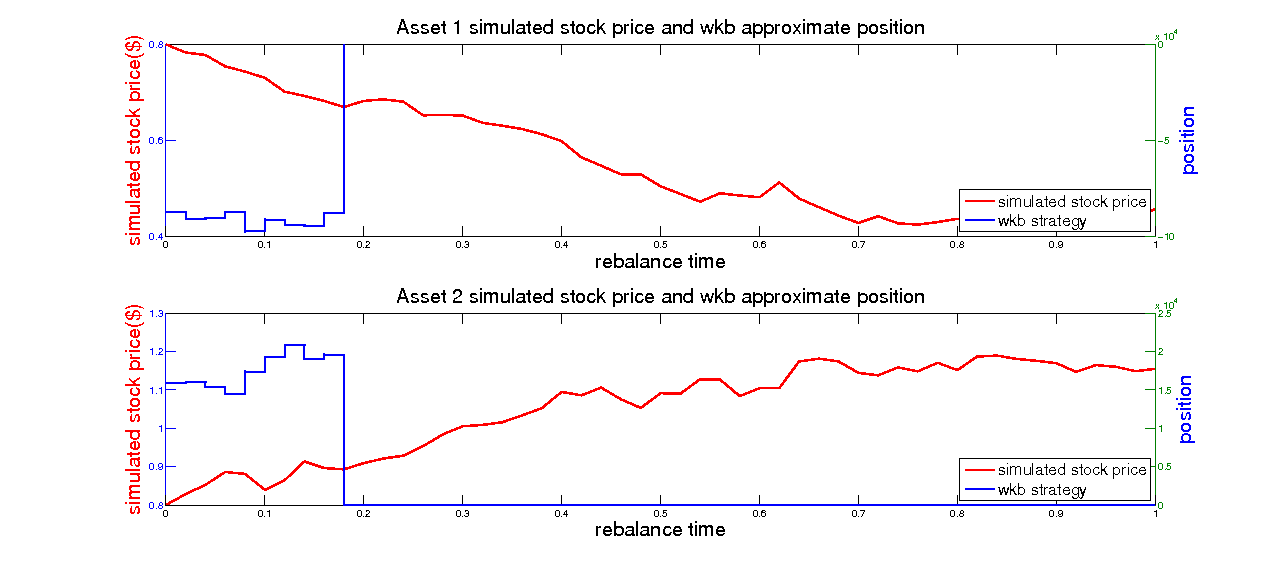 Asset 1 simulated stock price and wkb approximate position
x 10^4
simulated stock price($)
0.8
0.6
0.4
0
−5
−10
position
simulated stock price
wkb strategy
0 0.1 0.2 0.3 0.4 0.5 0.6 0.7 0.8 0.9 1
rebalance time
Asset 2 simulated stock price and wkb approximate position
x 10^4
simulated stock price($)
1.3
1.2
1.1
1
0.9
0.8
2.5
2
1.5
1
0.5
0
position
simulated stock price
wkb strategy
0 0.1 0.2 0.3 0.4 0.5 0.6 0.7 0.8 0.9 1
rebalance time